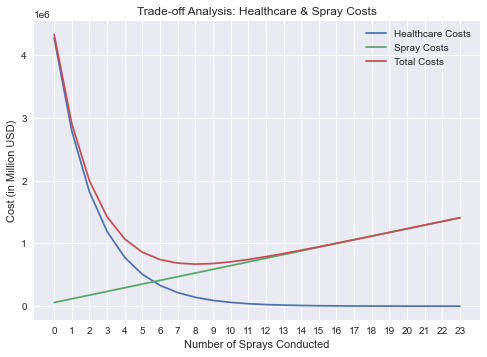 Trade-off Analysis: Healthcare & Spray Costs
1e6
Healthcare Costs
Spray Costs
Total Costs
4
3
2
1
0
Cost (in Million USD)
0 1 2 3 4 5 6 7 8 9 10 11 12 13 14 15 16 17 18 19 20 21 22 23
Number of Sprays Conducted